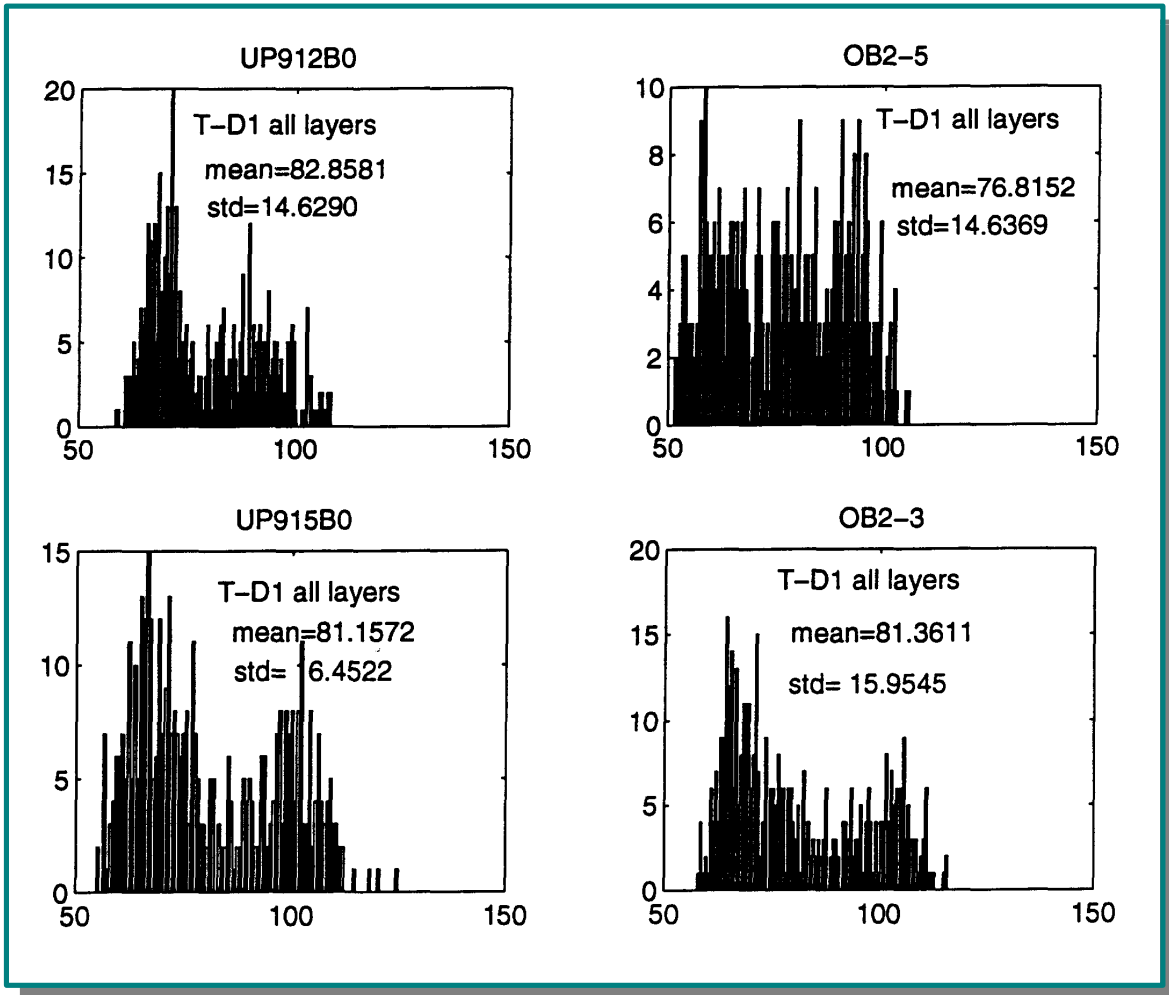 UP912B0
20
15
10
5
0
50
100
150
T-D1 all layers
mean=82.8581
std=14.6290
OB2-5
10
8
6
4
2
0
50
100
150
T-D1 all layers
mean=76.8152
std=14.6369
UP915B0
15
10
5
0
50
100
150
T-D1 all layers
mean=81.1572
std= 6.4522
OB2-3
20
15
10
5
0
50
100
150
T-D1 all layers
mean=81.3611
std= 15.9545